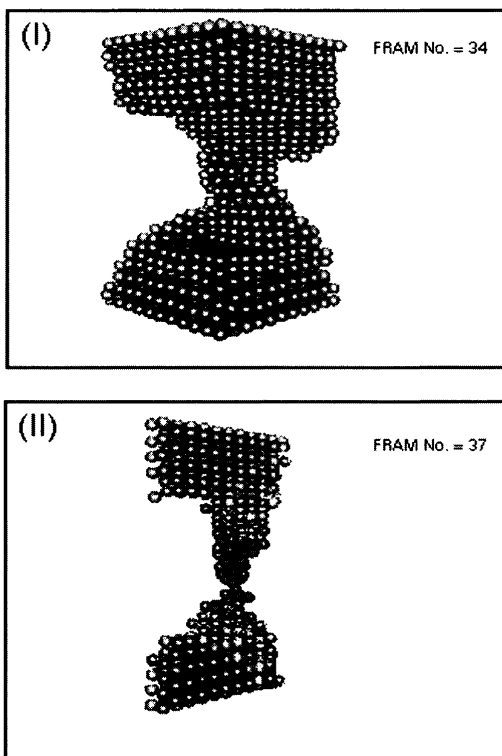 (I)
FRAM No. = 34
(II)
FRAM No. = 37